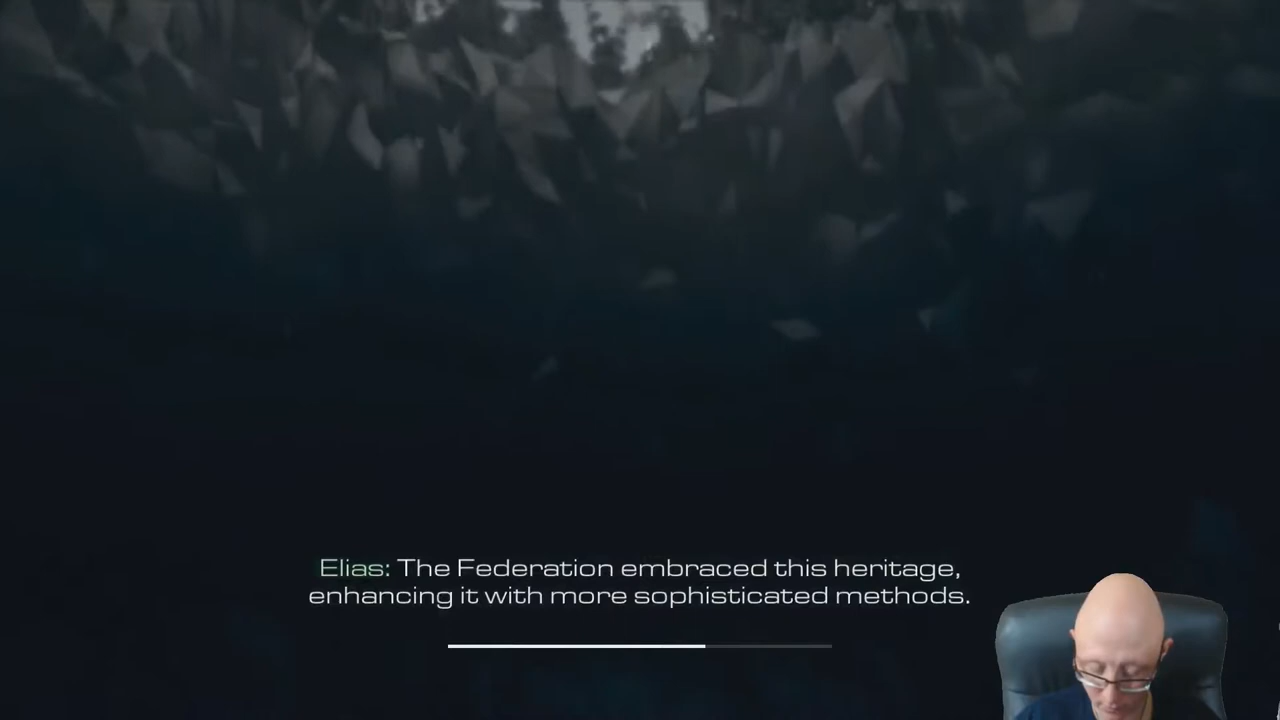 Elias: The Federation embraced this heritage,
enhancing it with more sophisticated methods.